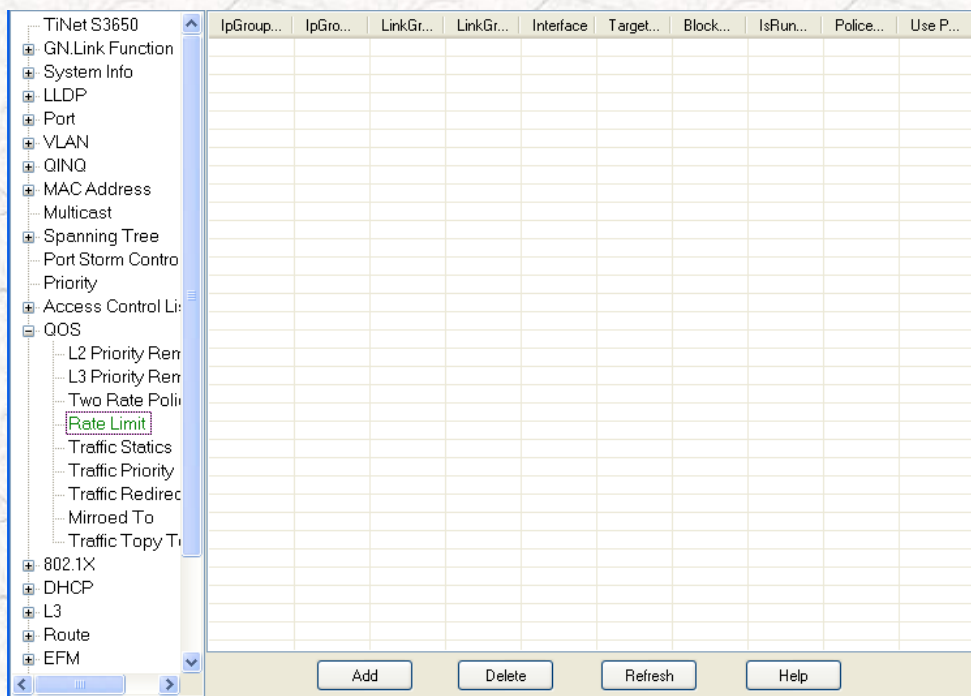 TiNet S3650
GN.Link Function
System Info
LLDP
Port
VLAN
QINQ
MAC Address
Multicast
Spanning Tree
Port Storm Contro
Priority
Access Control Lis
QOS
L2 Priority Rem
L3 Priority Rem
Two Rate Polic
Rate Limit
Traffic Statics
Traffic Priority
Traffic Redirec
Mirroed To
Traffic Topy To
802.1X
DHCP
L3
Route
EFM
IpGroup... IpGro... LinkGr... LinkGr... Interface Target... Block... IsRun... Police... Use P...
Add Delete Refresh Help